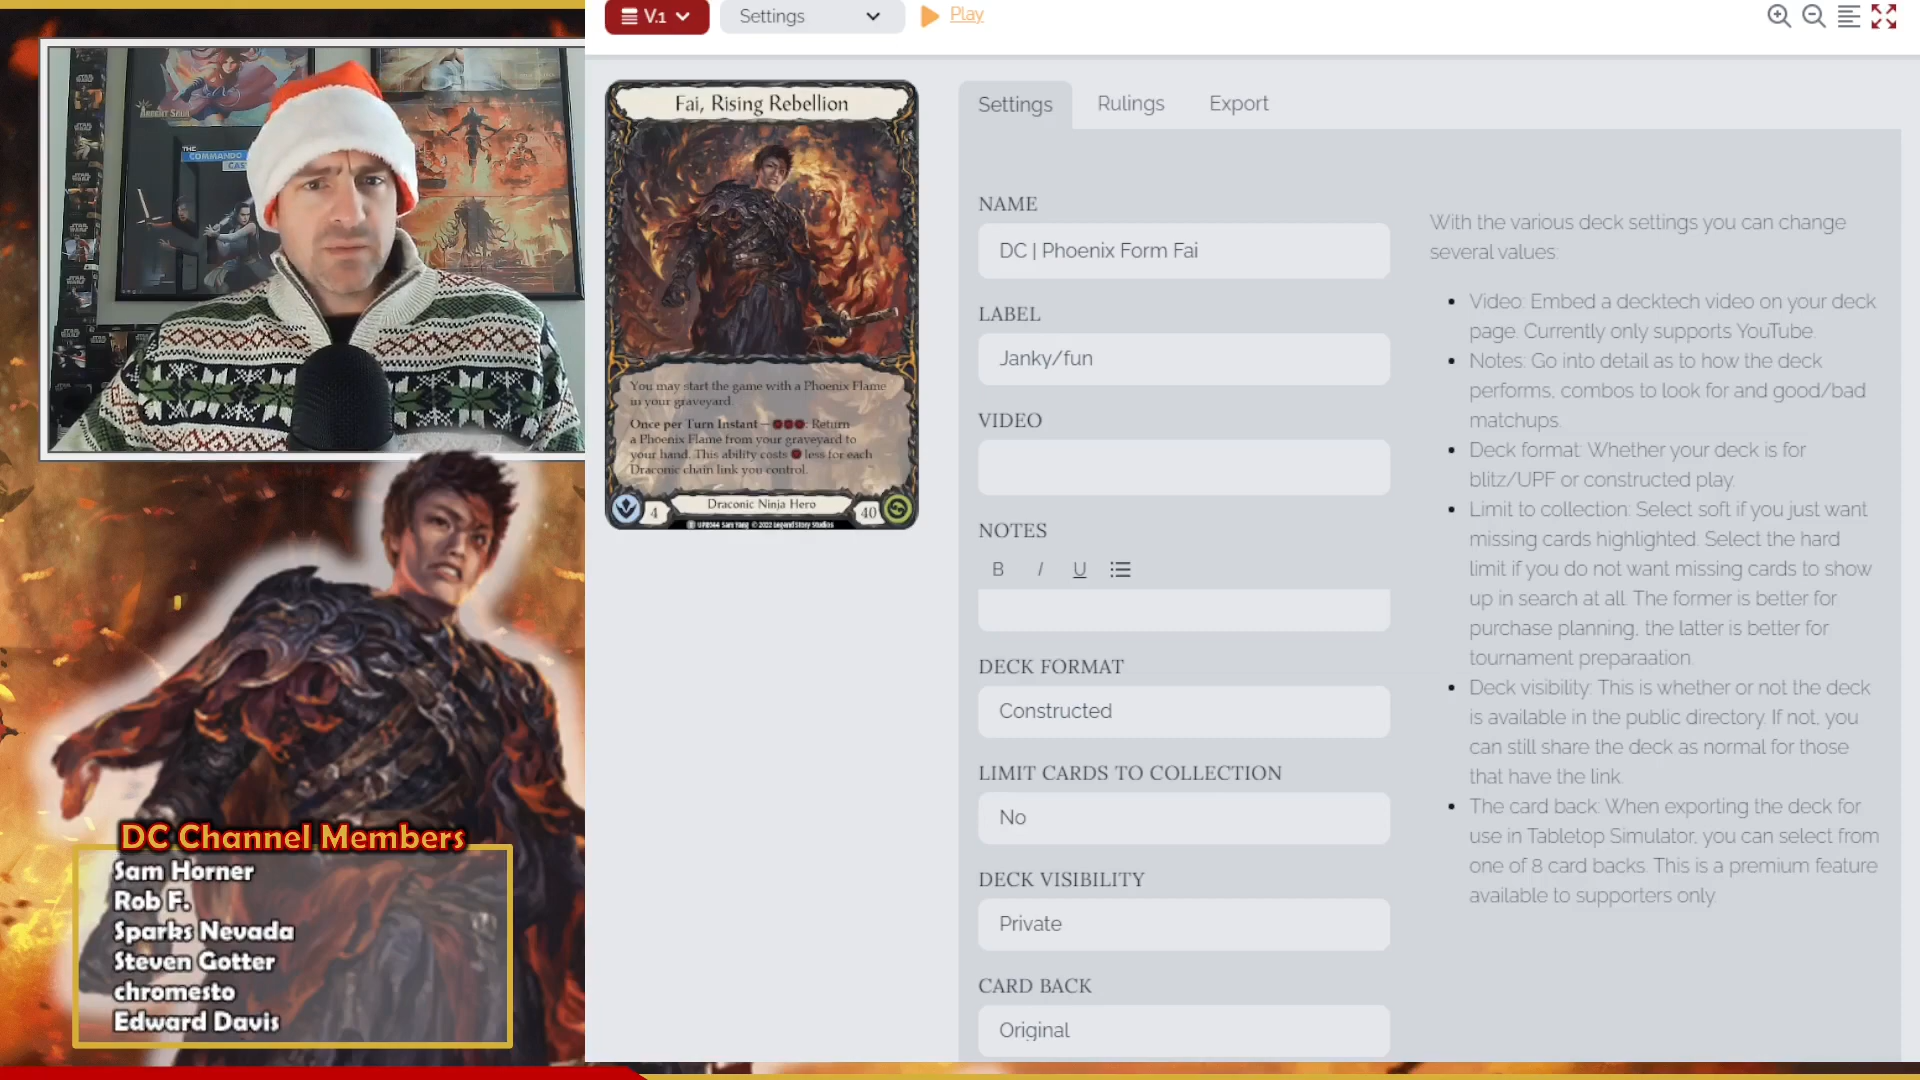 V.1
Settings
Play
THE
COMMANDO
CAST
Fai, Rising Rebellion
You may start the game with a Phoenix Flame
in your graveyard.
Once per Turn Instant – : Return
a Phoenix Flame from your graveyard to
your hand. This ability costs less for each
Draconic chain link you control.
4
Draconic Ninja Hero
40
Settings
Rulings
Export
NAME
DC | Phoenix Form Fai
LABEL
Janky/fun
VIDEO
NOTES
B I U
DECK FORMAT
Constructed
LIMIT CARDS TO COLLECTION
No
DECK VISIBILITY
Private
CARD BACK
Original
With the various deck settings you can change
several values:
Video: Embed a decktech video on your deck
page. Currently only supports YouTube.
Notes: Go into detail as to how the deck
performs, combos to look for and good/bad
matchups.
Deck format: Whether your deck is for
blitz/UPF or constructed play.
Limit to collection: Select soft if you just want
missing cards highlighted. Select the hard
limit if you do not want missing cards to show
up in search at all. The former is better for
purchase planning, the latter is better for
tournament preparaation.
Deck visibility: This is whether or not the deck
is available in the public directory. If not, you
can still share the deck as normal for those
that have the link.
The card back: When exporting the deck for
use in Tabletop Simulator, you can select from
one of 8 card backs. This is a premium feature
available to supporters only.
DC Channel Members
Sam Horner
Rob F.
Sparks Nevada
Steven Gotter
chromesto
Edward Davis